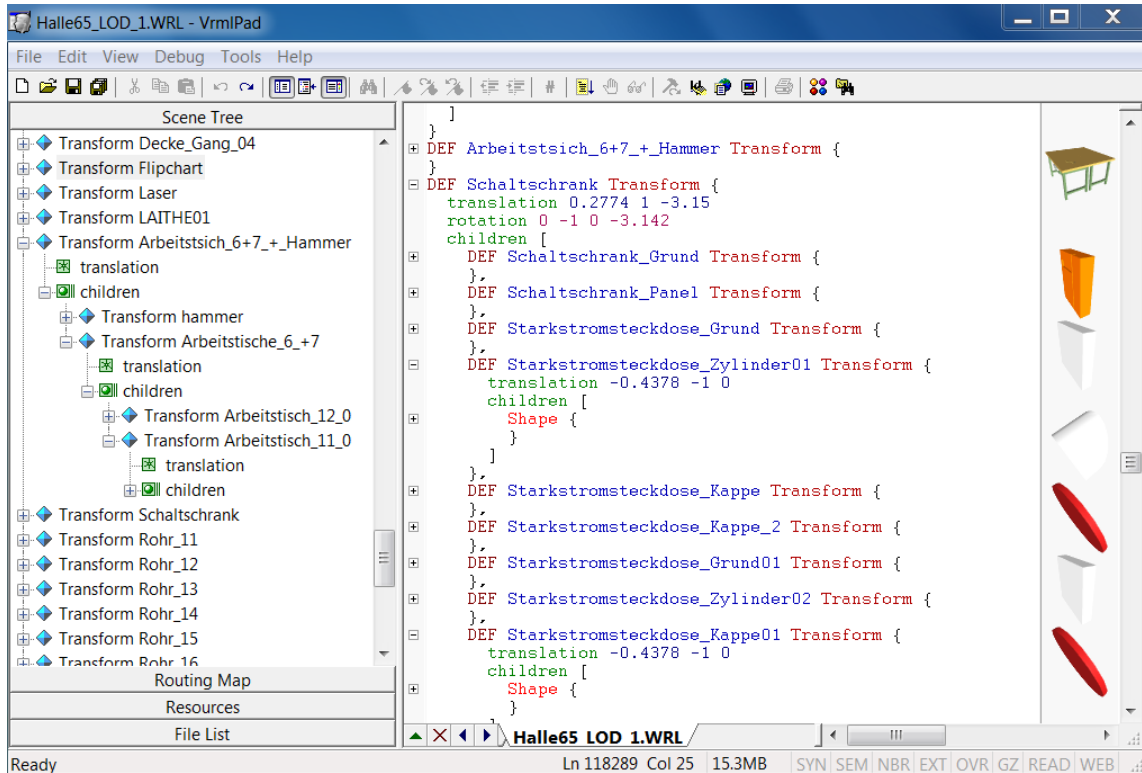 Halle65_LOD_1.WRL - VrmlPad
File Edit View Debug Tools Help
Scene Tree
Transform Decke_Gang_04
Transform Flipchart
Transform Laser
Transform LAITHE01
Transform Arbeitstsich_6+7_+_Hammer
translation
children
Transform hammer
Transform Arbeitstische_6_+7
translation
children
Transform Arbeitstisch_12_0
Transform Arbeitstisch_11_0
translation
children
Transform Schaltschrank
Transform Rohr_11
Transform Rohr_12
Transform Rohr_13
Transform Rohr_14
Transform Rohr_15
Transform Rohr_16
Routing Map
Resources
File List
]
}
DEF Arbeitstsich_6+7_+_Hammer Transform {
}
DEF Schaltschrank Transform {
translation 0.2774 1 -3.15
rotation 0 -1 0 -3.142
children [
DEF Schaltschrank_Grund Transform {
},
DEF Schaltschrank_Panel Transform {
},
DEF Starkstromsteckdose_Grund Transform {
},
DEF Starkstromsteckdose_Zylinder01 Transform {
translation -0.4378 -1 0
children [
Shape {
}
]
},
DEF Starkstromsteckdose_Kappe Transform {
},
DEF Starkstromsteckdose_Kappe_2 Transform {
},
DEF Starkstromsteckdose_Grund01 Transform {
},
DEF Starkstromsteckdose_Zylinder02 Transform {
},
DEF Starkstromsteckdose_Kappe01 Transform {
translation -0.4378 -1 0
children [
Shape {
}
]
Halle65_LOD_1.WRL
Ready Ln 118289 Col 25 15.3MB SYN SEM NBR EXT OVR GZ READ WEB